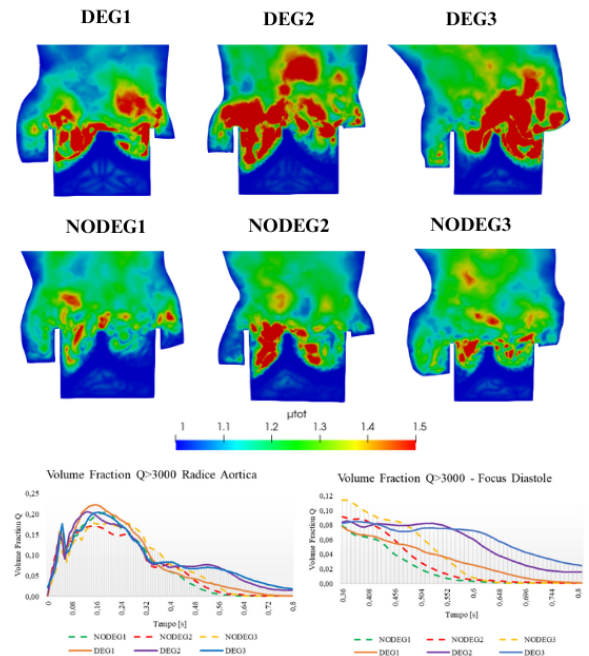 DEG1 DEG2 DEG3
NODEG1 NODEG2 NODEG3
µtot
1 1.1 1.2 1.3 1.4 1.5
Volume Fraction Q>3000 Radice Aortica
Volume Fraction Q
0,25
0,20
0,15
0,10
0,05
0,00
0 0,08 0,16 0,24 0,32 0,4 0,48 0,56 0,64 0,72 0,8
Tempo [s]
NODEG1 NODEG2 NODEG3
DEG1 DEG2 DEG3
Volume Fraction Q>3000 - Focus Diastole
Volume Fraction Q
0,12
0,10
0,08
0,06
0,04
0,02
0,00
0,36 0,408 0,456 0,504 0,552 0,6 0,648 0,696 0,744 0,8
Tempo [s]
NODEG1 NODEG2 NODEG3
DEG1 DEG2 DEG3